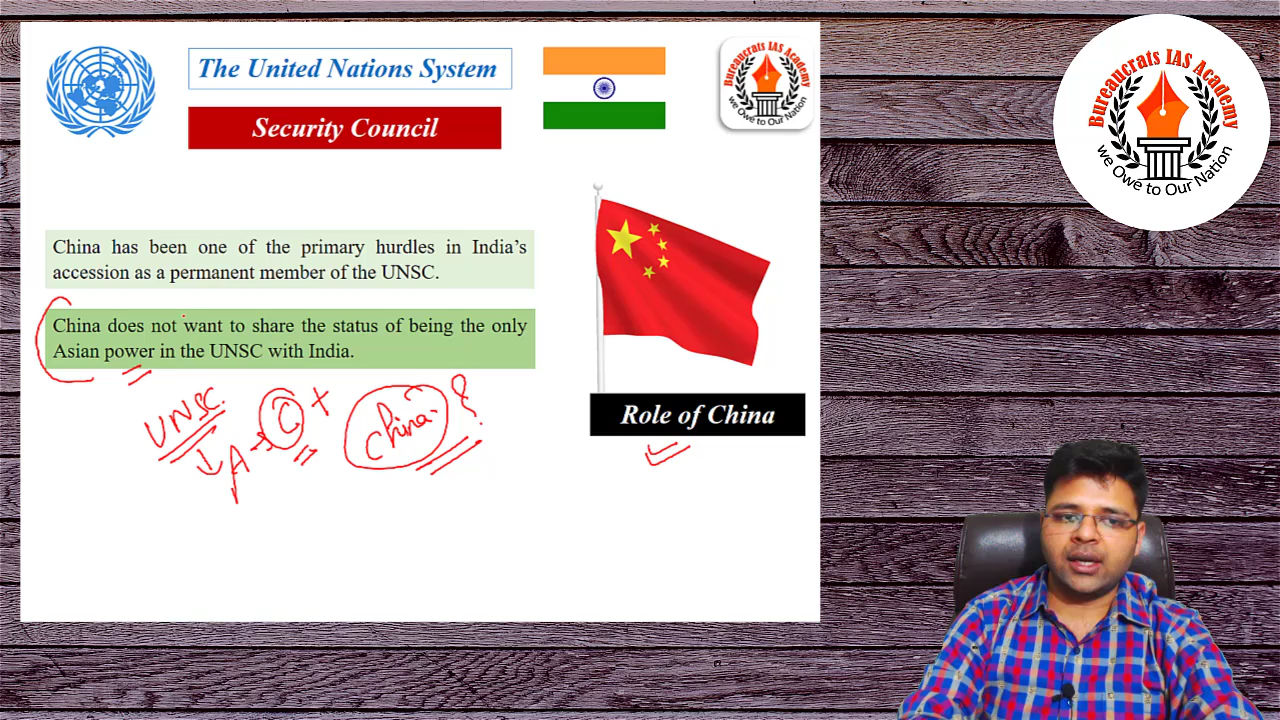 The United Nations System
Security Council
Bureaucrats IAS Academy
we Owe to Our Nation
Bureaucrats IAS Academy
we Owe to Our Nation
China has been one of the primary hurdles in India's
accession as a permanent member of the UNSC.
China does not want to share the status of being the only
Asian power in the UNSC with India.
UNSC
A
China
Role of China